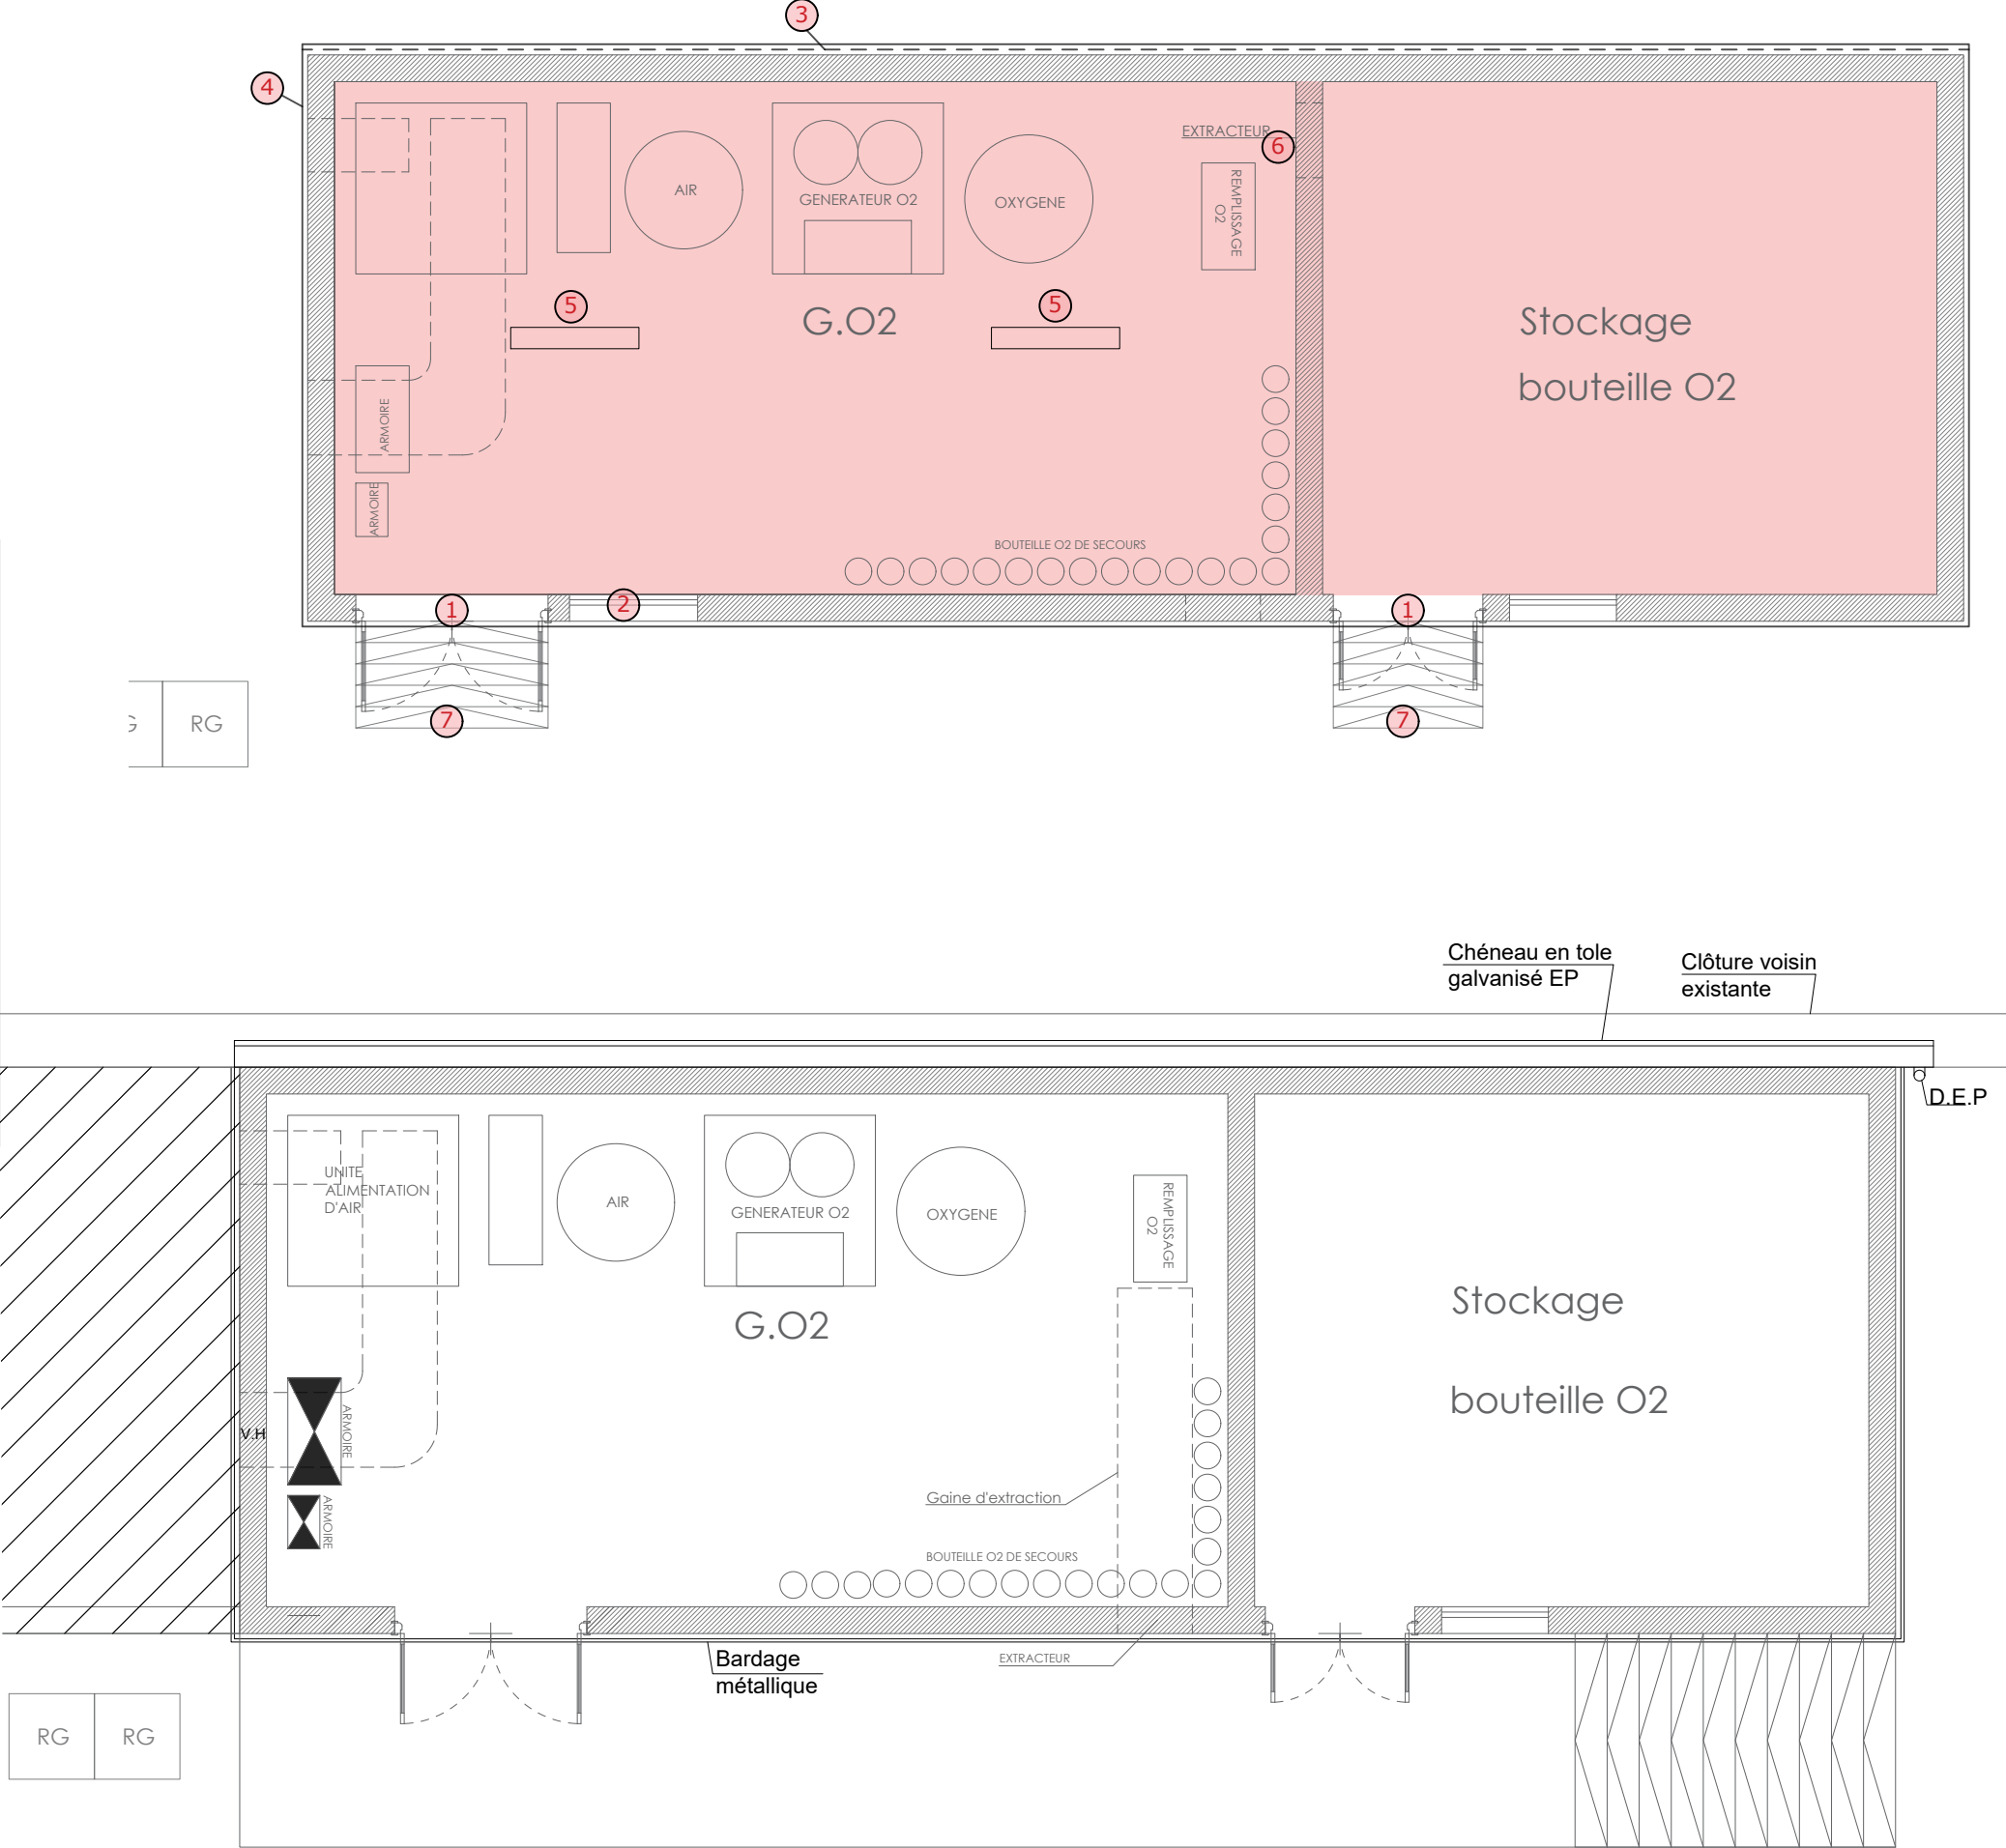 3
4
EXTRACTEUR
6
AIR
GENERATEUR O2
OXYGENE
REMPLISSAGE
O2
5
5
G.O2
Stockage
bouteille O2
ARMOIRE
ARMOIRE
BOUTEILLE O2 DE SECOURS
1
2
1
7
7
G
RG
Chéneau en tole
galvanisé EP
Clôture voisin
existante
D.E.P
UNITE
ALIMENTATION
D'AIR
AIR
GENERATEUR O2
OXYGENE
REMPLISSAGE
O2
G.O2
Stockage
bouteille O2
V.H
ARMOIRE
ARMOIRE
Gaine d'extraction
BOUTEILLE O2 DE SECOURS
Bardage
métallique
EXTRACTEUR
RG
RG